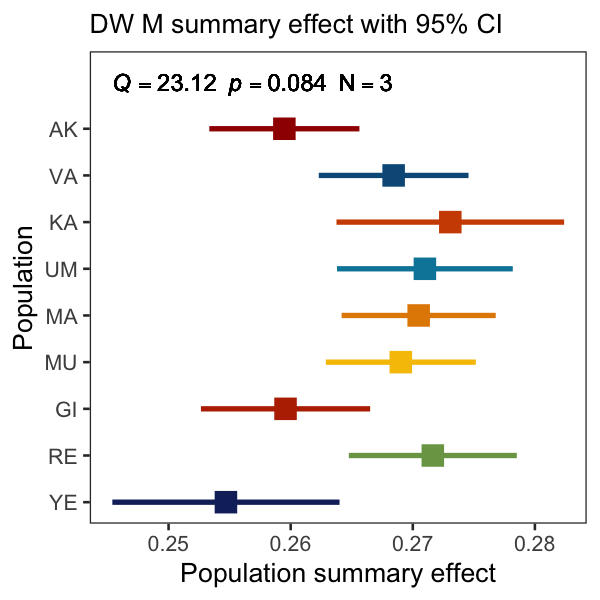 DW M summary effect with 95% CI
Q = 23.12 p = 0.084 N = 3
AK
VA
KA
UM
MA
MU
GI
RE
YE
Population
0.25 0.26 0.27 0.28
Population summary effect